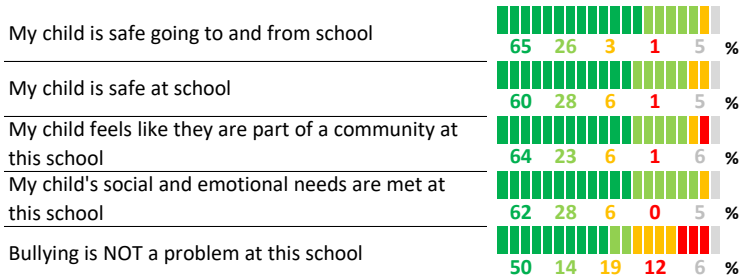 My child is safe going to and from school
65 26 3 1 5 %
My child is safe at school
60 28 6 1 5 %
My child feels like they are part of a community at
this school
64 23 6 1 6 %
My child's social and emotional needs are met at
this school
62 28 6 0 5 %
Bullying is NOT a problem at this school
50 14 19 12 6 %